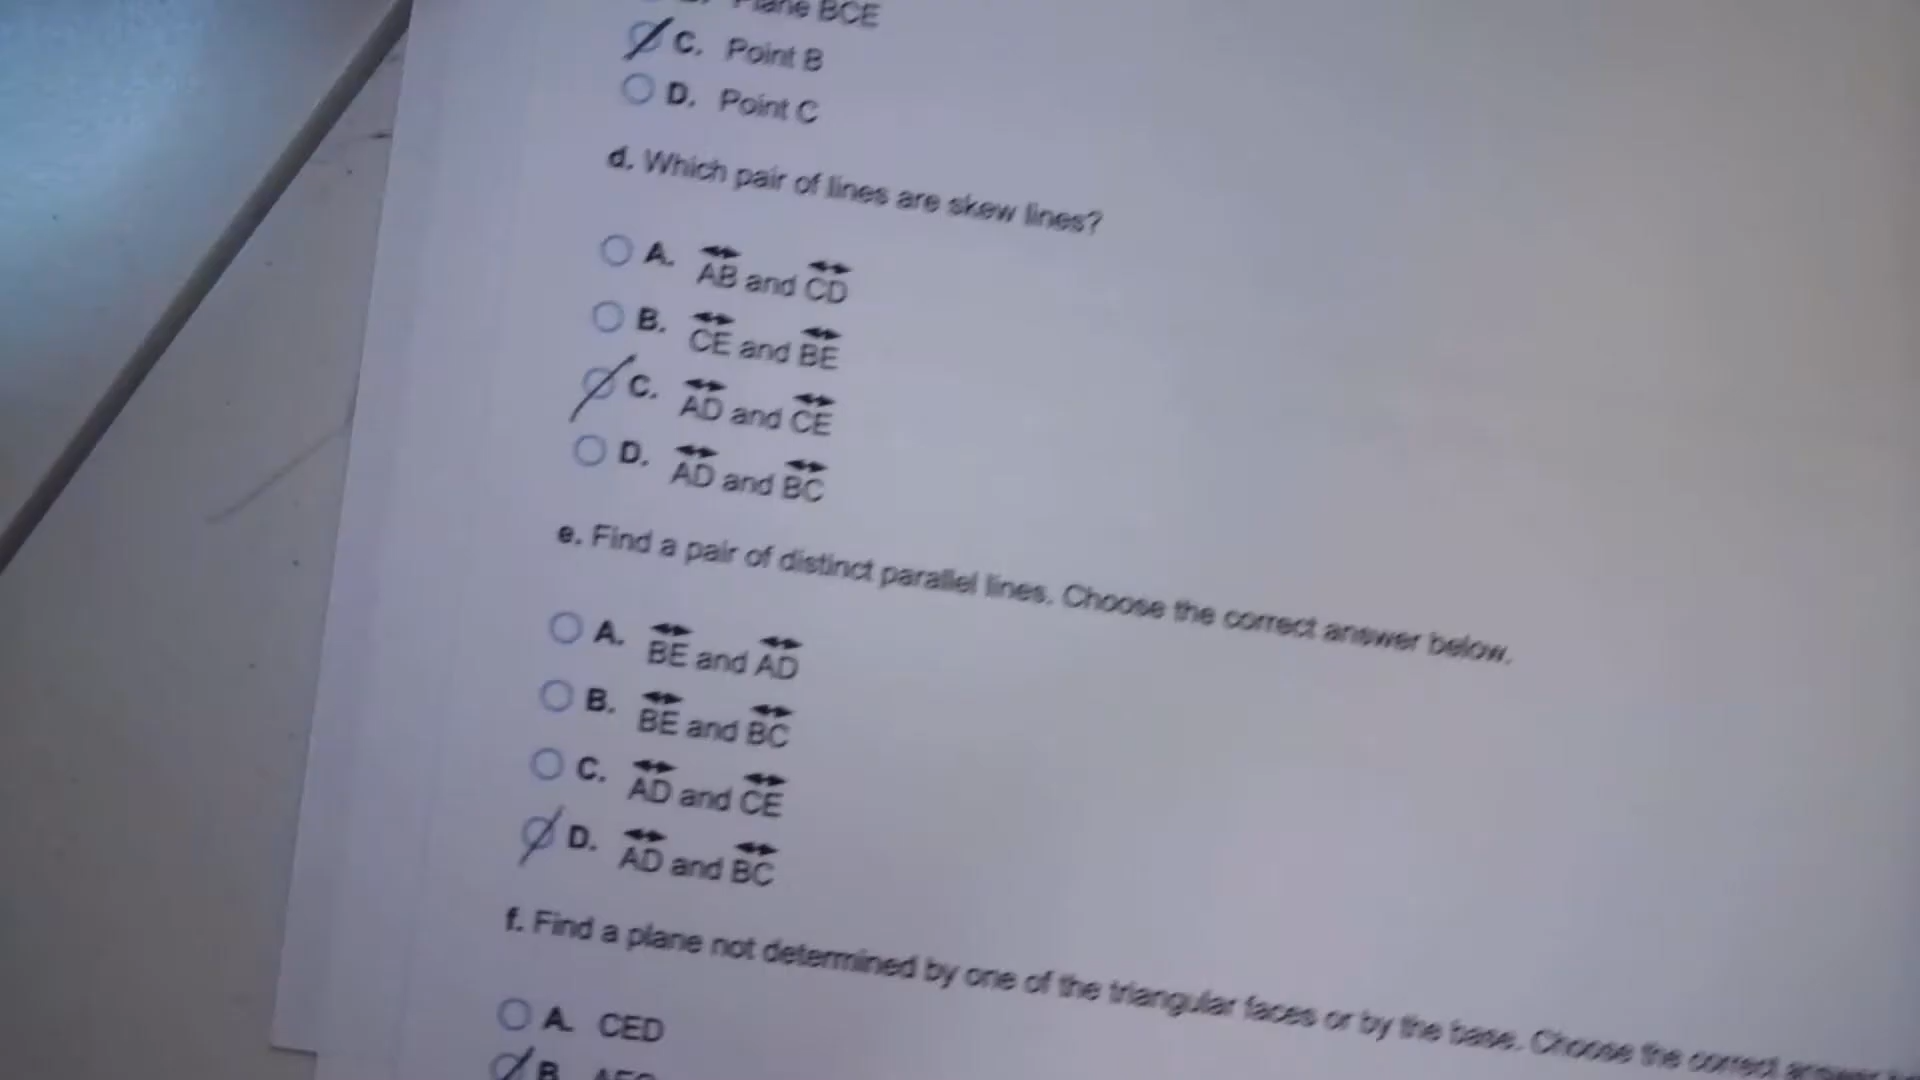 Plane BCE
C. Point B
D. Point C
d. Which pair of lines are skew lines?
A. AB and CD
B. CE and BE
C. AD and CE
D. AD and BC
e. Find a pair of distinct parallel lines. Choose the correct answer below.
A. BE and AD
B. BE and BC
C. AD and CE
D. AD and BC
f. Find a plane not determined by one of the triangular faces or by the base. Choose the correct answer
A. CED
B.